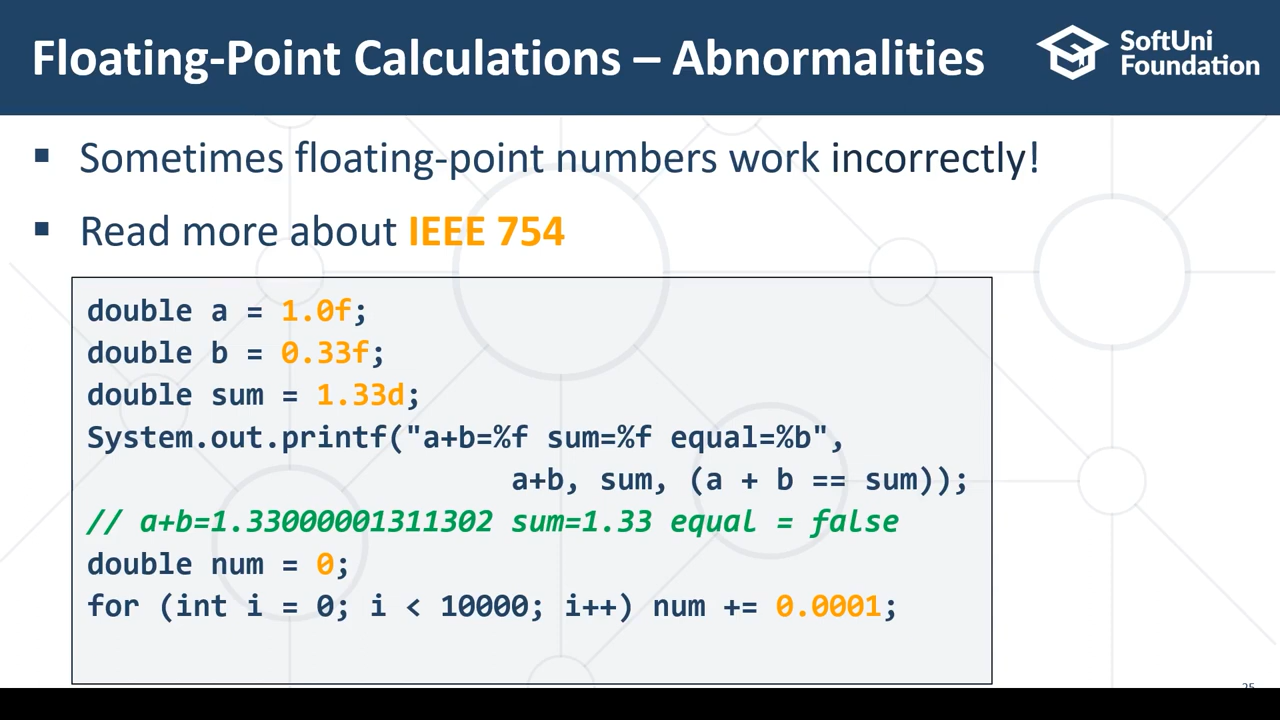 Floating-Point Calculations – Abnormalities
SoftUni
Foundation
▪ Sometimes floating-point numbers work incorrectly!
▪ Read more about IEEE 754
double a = 1.0f;
double b = 0.33f;
double sum = 1.33d;
System.out.printf("a+b=%f sum=%f equal=%b",
a+b, sum, (a + b == sum));
// a+b=1.33000001311302 sum=1.33 equal = false
double num = 0;
for (int i = 0; i < 10000; i++) num += 0.0001;
25